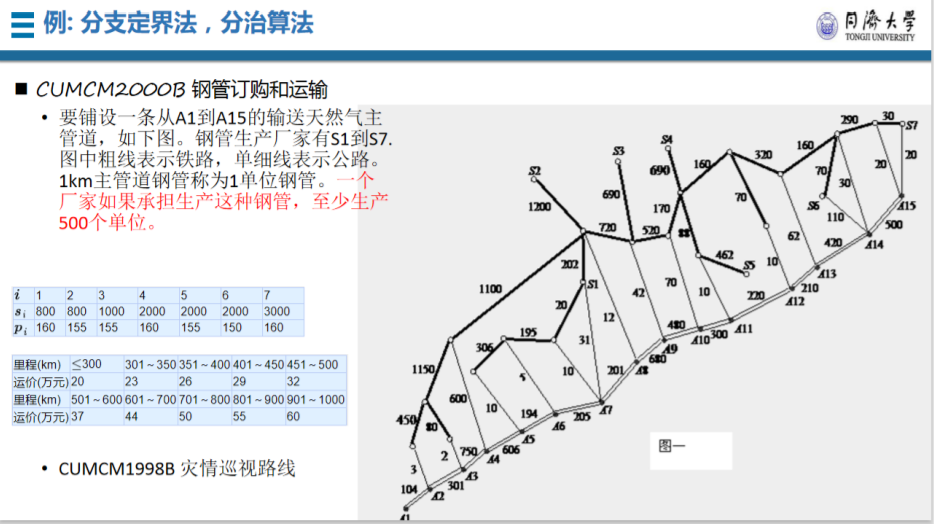 例: 分支定界法，分治算法
同濟大學
TONGJI UNIVERSITY
■ CUMCM2000B 钢管订购和运输
• 要铺设一条从A1到A15的输送天然气主
管道，如下图。钢管生产厂家有S1到S7.
图中粗线表示铁路，单细线表示公路。
1km主管道钢管称为1单位钢管。一个
厂家如果承担生产这种钢管，至少生产
500个单位。
i 1 2 3 4 5 6 7
s_i 800 800 1000 2000 2000 2000 3000
p_i 160 155 155 160 155 150 160
里程(km) ≤300 301～350 351～400 401～450 451～500
运价(万元) 20 23 26 29 32
里程(km) 501～600 601～700 701～800 801～900 901～1000
运价(万元) 37 44 50 55 60
• CUMCM1998B 灾情巡视路线
290 30 S7
S4 160 320 160 20
S3 690 70 20
S2 690 70 30 A15
1200 170 S6 110 500
720 520 88 62 420 A14
202 462 S5 10 A13
1100 S1 42 70 10 220 210 A12
20 12 480 300 A11
306 195 31 680 A9 A10
1150 5 10 201 A8
600 10 194 205 A7
450 80 A6
2 750 606 A5
3 A4
104 301 A3
A2
A1
图一